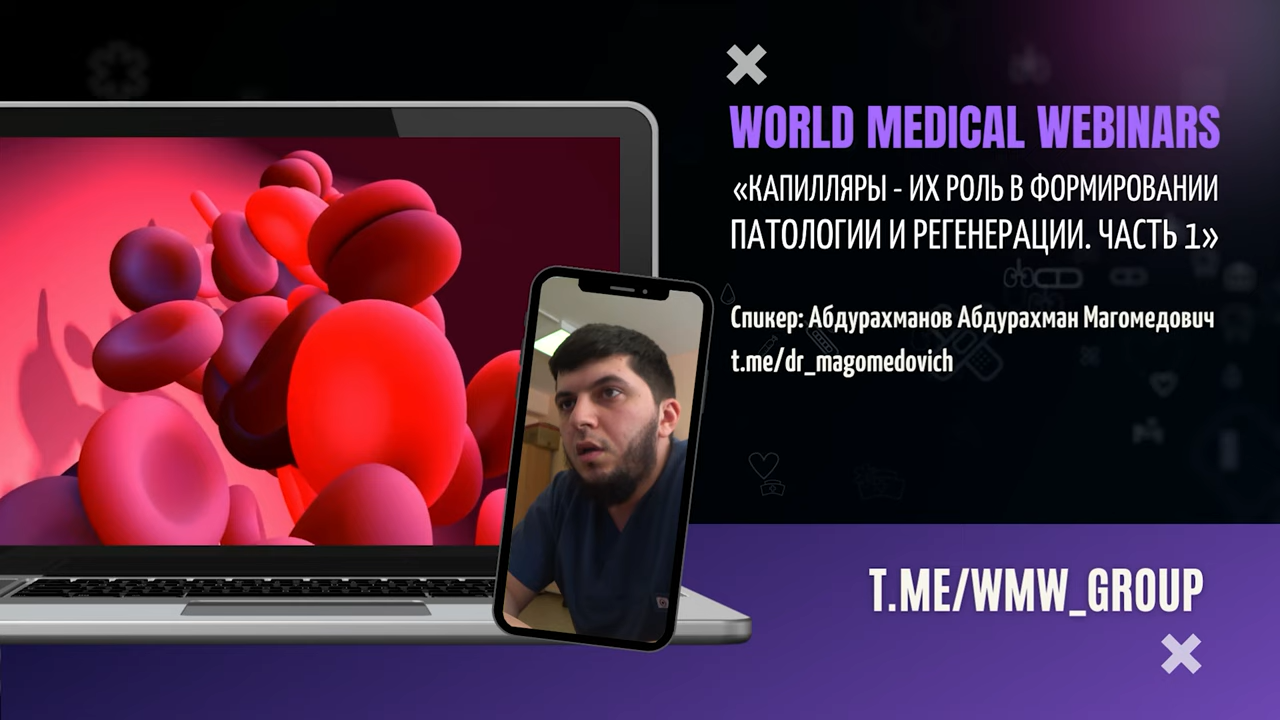 WORLD MEDICAL WEBINARS
«КАПИЛЛЯРЫ - ИХ РОЛЬ В ФОРМИРОВАНИИ
ПАТОЛОГИИ И РЕГЕНЕРАЦИИ. ЧАСТЬ 1»
Спикер: Абдурахманов Абдурахман Магомедович
t.me/dr_magomedovich
T.ME/WMW_GROUP